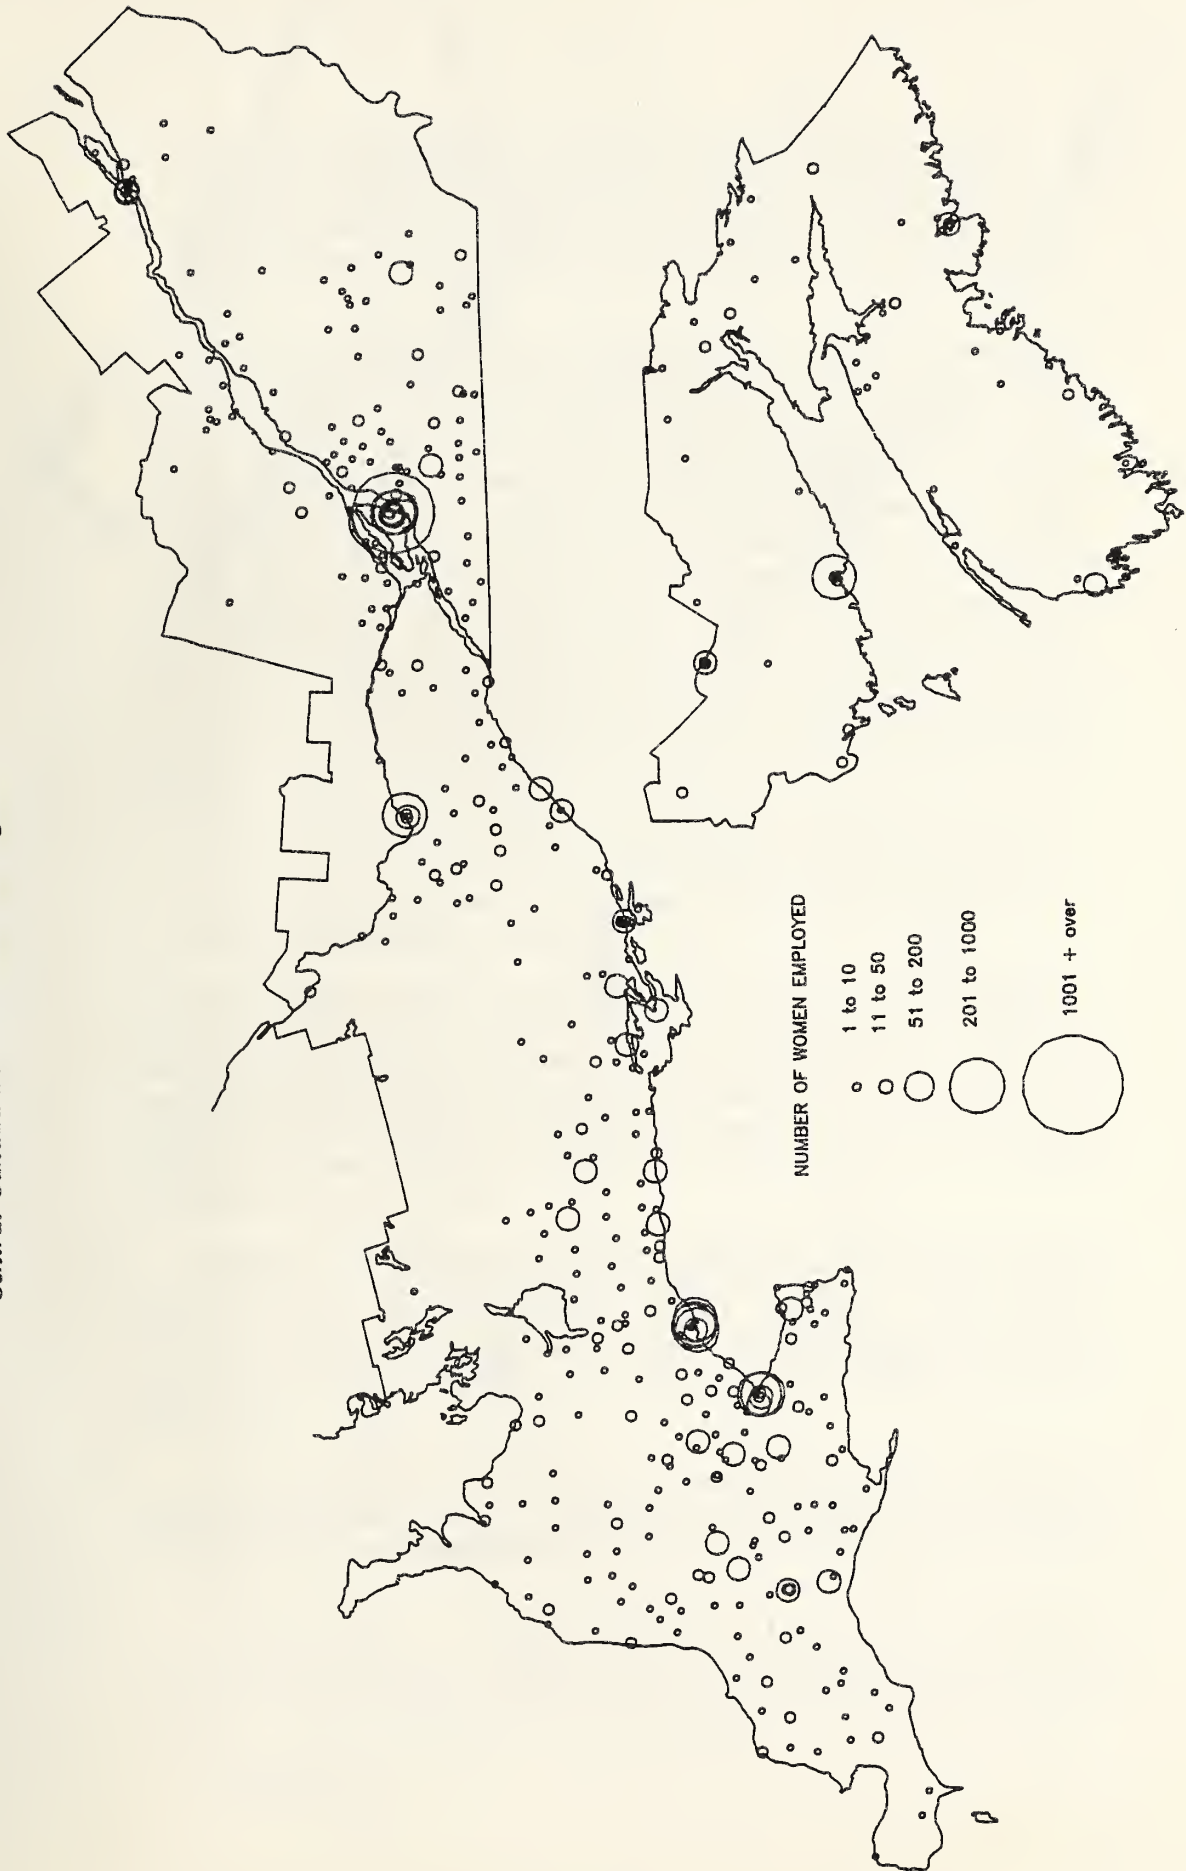 NUMBER OF WOMEN EMPLOYED
1 to 10
11 to 50
51 to 200
201 to 1000
1001 + over